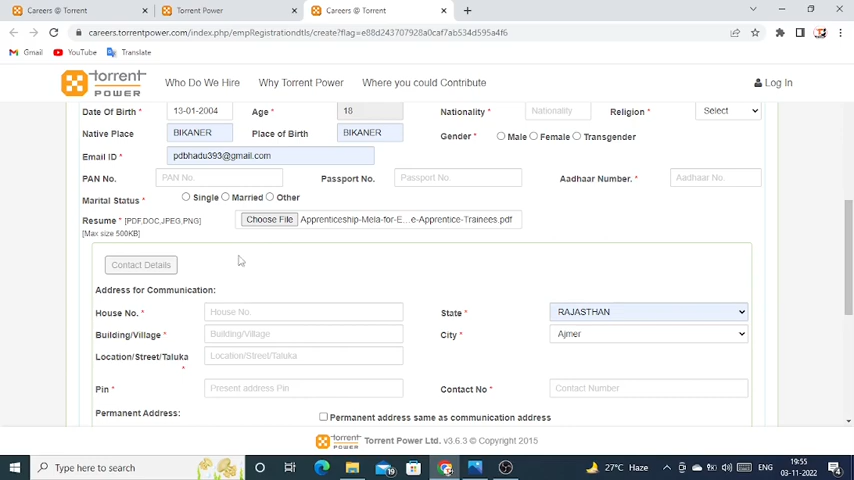 Careers @ Torrent
Torrent Power
Careers @ Torrent
careers.torrentpower.com/index.php/empRegistrationdtls/create?flag=e88d243707928a0caf7ab534d595a4f6
Gmail YouTube Translate
torrent POWER Who Do We Hire Why Torrent Power Where you could Contribute Log In
Date Of Birth * 13-01-2004 Age * 18 Nationality * Nationality Religion * Select
Native Place BIKANER Place of Birth BIKANER Gender * Male Female Transgender
Email ID * pdbhadu393@gmail.com
PAN No. PAN No. Passport No. Passport No. Aadhaar Number. * Aadhaar No.
Marital Status * Single Married Other
Resume * [PDF,DOC,JPEG,PNG] Choose File Apprenticeship-Mela-for-E...e-Apprentice-Trainees.pdf
[Max size 500KB]
Contact Details
Address for Communication:
House No. * House No. State * RAJASTHAN
Building/Village * Building/Village City * Ajmer
Location/Street/Taluka * Location/Street/Taluka
Pin * Present address Pin Contact No * Contact Number
Permanent Address: Permanent address same as communication address
torrent POWER Torrent Power Ltd. v3.6.3 © Copyright 2015
Type here to search 19 27°C Haze ENG 19:55 4
03-11-2022